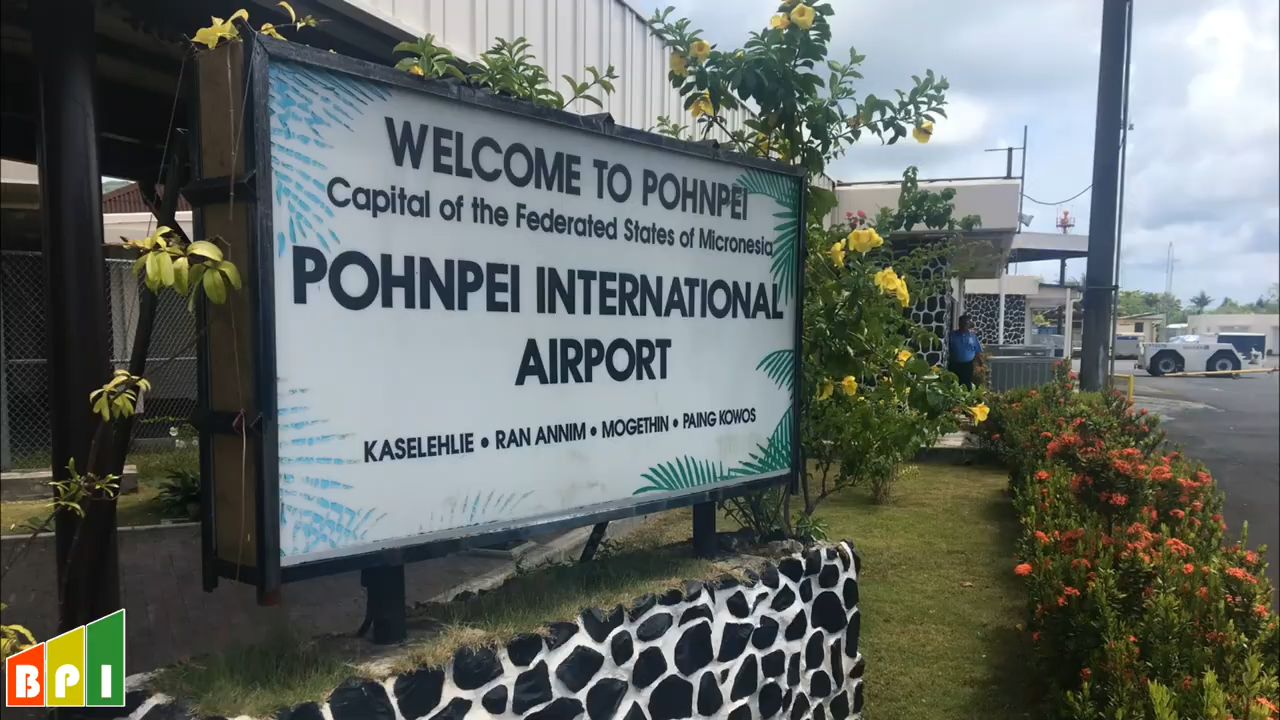 WELCOME TO POHNPEI
Capital of the Federated States of Micronesia
POHNPEI INTERNATIONAL
AIRPORT
KASELEHLIE • RAN ANNIM • MOGETHIN • PAING KOWOS
BPI